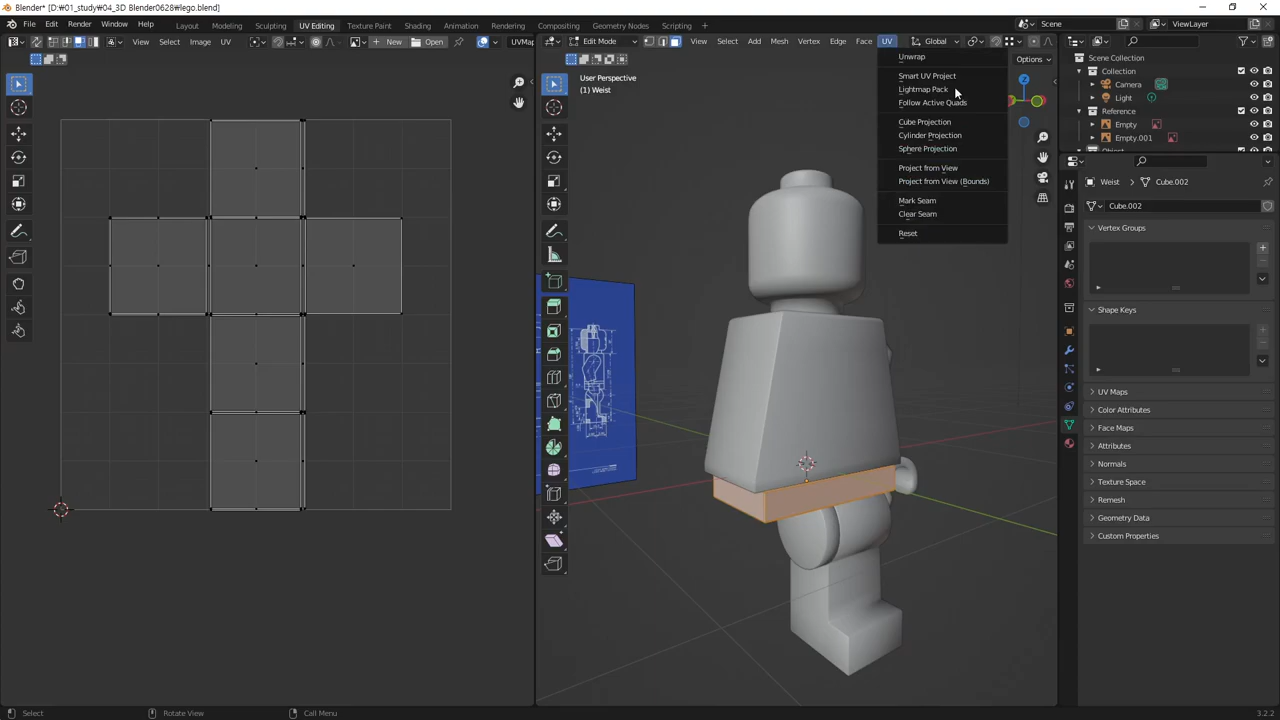 Blender* [D:₩01_study₩04_3D Blender0628₩lego.blend]
File Edit Render Window Help Layout Modeling Sculpting UV Editing Texture Paint Shading Animation Rendering Compositing Geometry Nodes Scripting + Scene ViewLayer
View Select Image UV New Open UVMap Edit Mode View Select Add Mesh Vertex Edge Face UV Global
Options
User Perspective
(1) Weist
Unwrap
Smart UV Project
Lightmap Pack
Follow Active Quads
Cube Projection
Cylinder Projection
Sphere Projection
Project from View
Project from View (Bounds)
Mark Seam
Clear Seam
Reset
Z
Scene Collection
Collection
Camera
Light
Reference
Empty
Empty.001
Weist Cube.002
Cube.002
Vertex Groups
Shape Keys
UV Maps
Color Attributes
Face Maps
Attributes
Normals
Texture Space
Remesh
Geometry Data
Custom Properties
Select Rotate View Call Menu 3.2.2